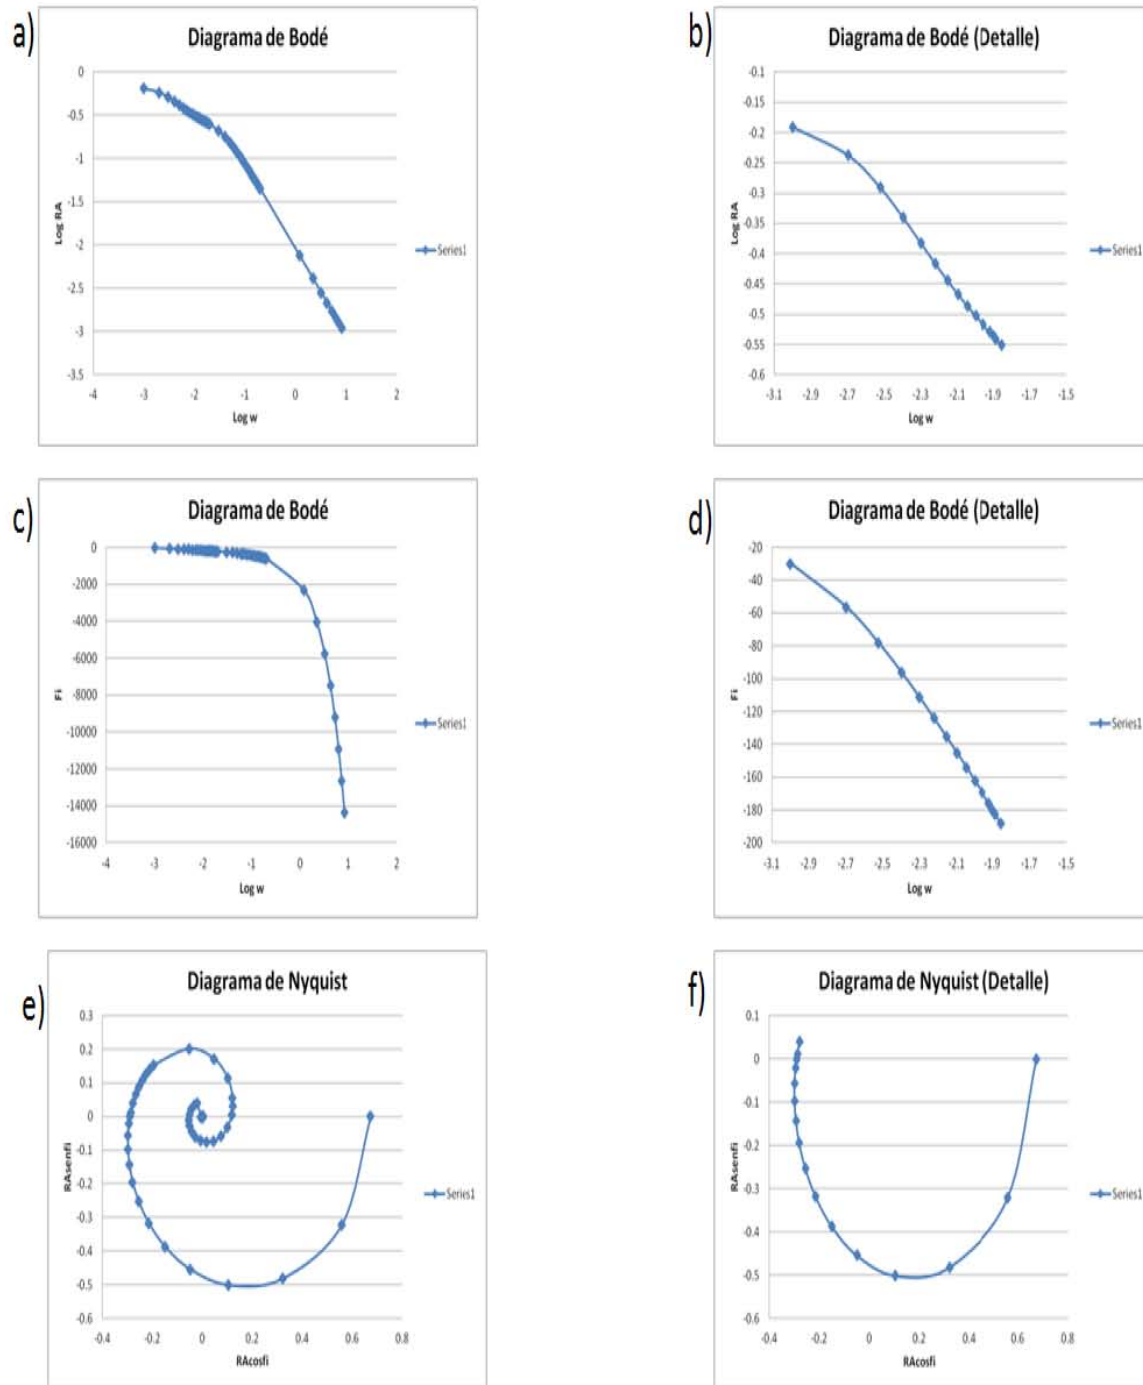 a)
Diagrama de Bodé
0
-0.5
-1
-1.5
-2
-2.5
-3
-3.5
-4 -3 -2 -1 0 1 2
Log RA
Log w
Series1
b)
Diagrama de Bodé (Detalle)
-0.1
-0.15
-0.2
-0.25
-0.3
-0.35
-0.4
-0.45
-0.5
-0.55
-0.6
-3.1 -2.9 -2.7 -2.5 -2.3 -2.1 -1.9 -1.7 -1.5
Log RA
Log w
Series1
c)
Diagrama de Bodé
0
-2000
-4000
-6000
-8000
-10000
-12000
-14000
-16000
-4 -3 -2 -1 0 1 2
Fi
Log w
Series1
d)
Diagrama de Bodé (Detalle)
-20
-40
-60
-80
-100
-120
-140
-160
-180
-200
-3.1 -2.9 -2.7 -2.5 -2.3 -2.1 -1.9 -1.7 -1.5
Fi
Log w
Series1
e)
Diagrama de Nyquist
0.3
0.2
0.1
0
-0.1
-0.2
-0.3
-0.4
-0.5
-0.6
-0.4 -0.2 0 0.2 0.4 0.6 0.8
RAsenfi
RAcosfi
Series1
f)
Diagrama de Nyquist (Detalle)
0.1
0
-0.1
-0.2
-0.3
-0.4
-0.5
-0.6
-0.4 -0.2 0 0.2 0.4 0.6 0.8
RAsenfi
RAcosfi
Series1